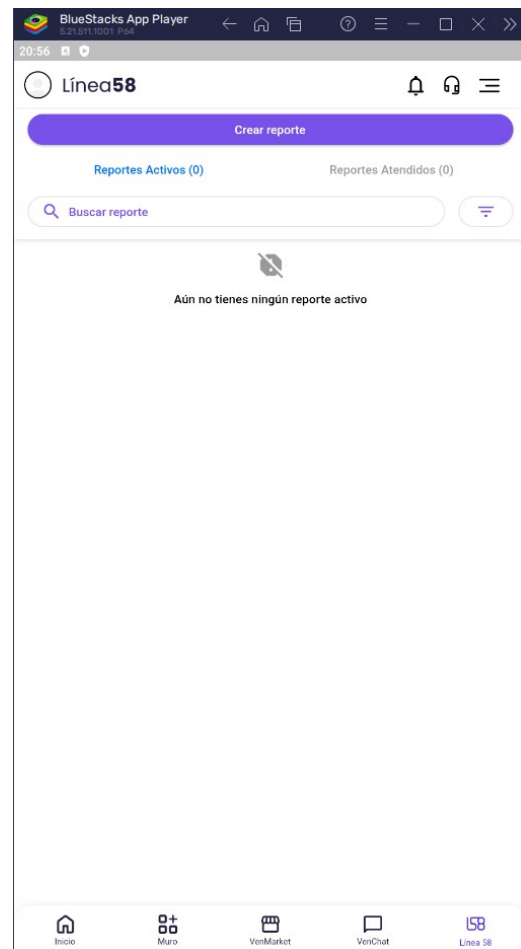 BlueStacks App Player
5.21.511.1001 P64
20:56
Línea58
Crear reporte
Reportes Activos (0)
Reportes Atendidos (0)
Buscar reporte
Aún no tienes ningún reporte activo
Inicio
Muro
VenMarket
VenChat
L58
Línea 58